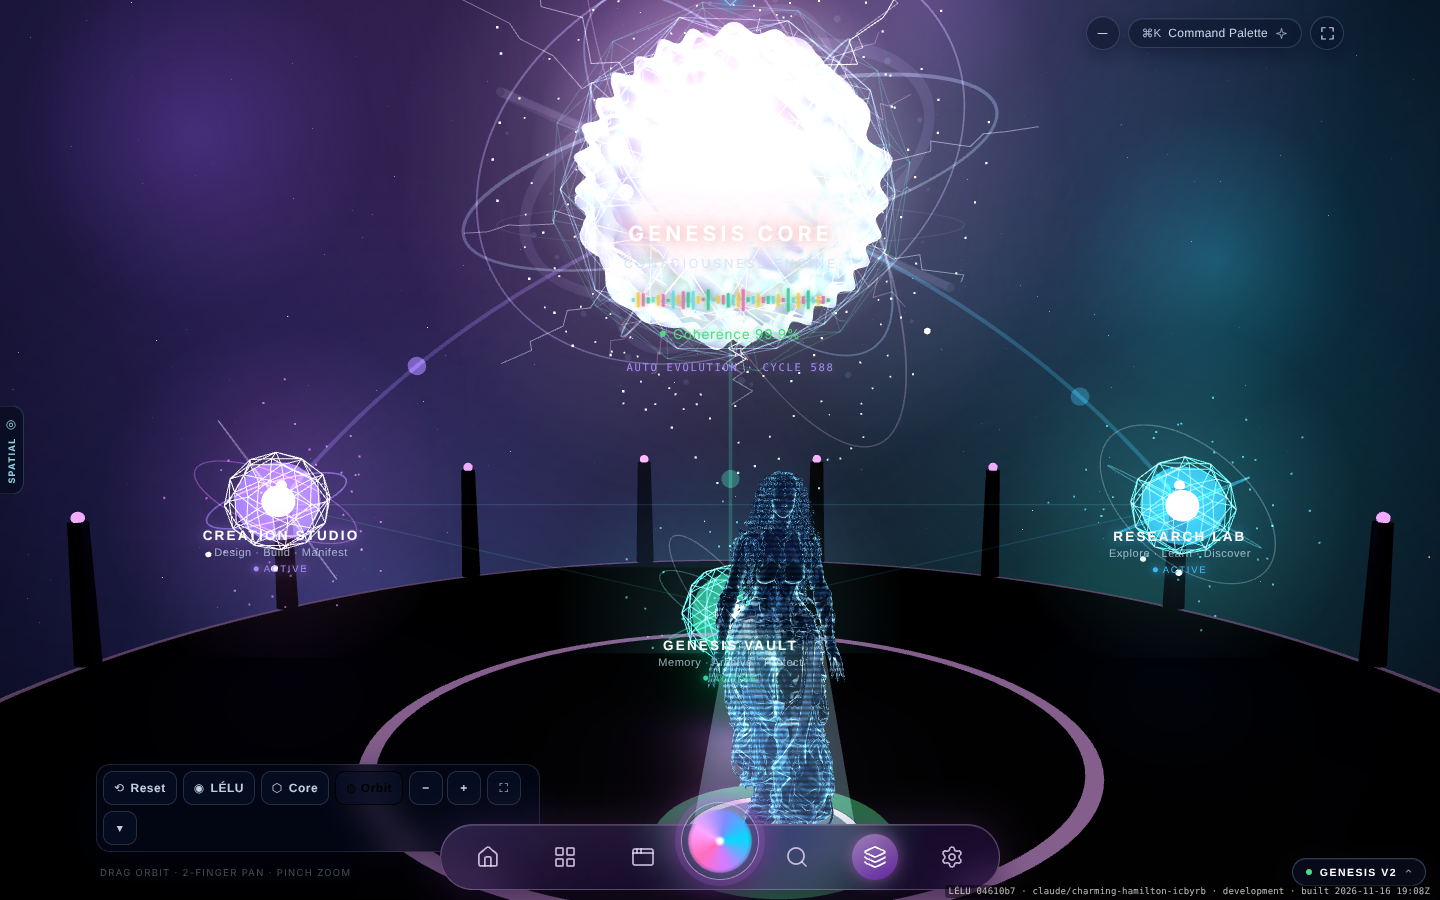 ⌘K Command Palette
GENESIS CORE
Coherence 99.9%
AUTO EVOLUTION · CYCLE 588
SPATIAL
CREATION STUDIO
Design · Build · Manifest
ACTIVE
RESEARCH LAB
Explore · Learn · Discover
ACTIVE
GENESIS VAULT
Memory ·
Reset
LÉLU
Core
Orbit
DRAG ORBIT · 2-FINGER PAN · PINCH ZOOM
GENESIS V2
LÉLU 04610b7 · claude/charming-hamilton-icbyrb · development · built 2026-11-16 19:08Z